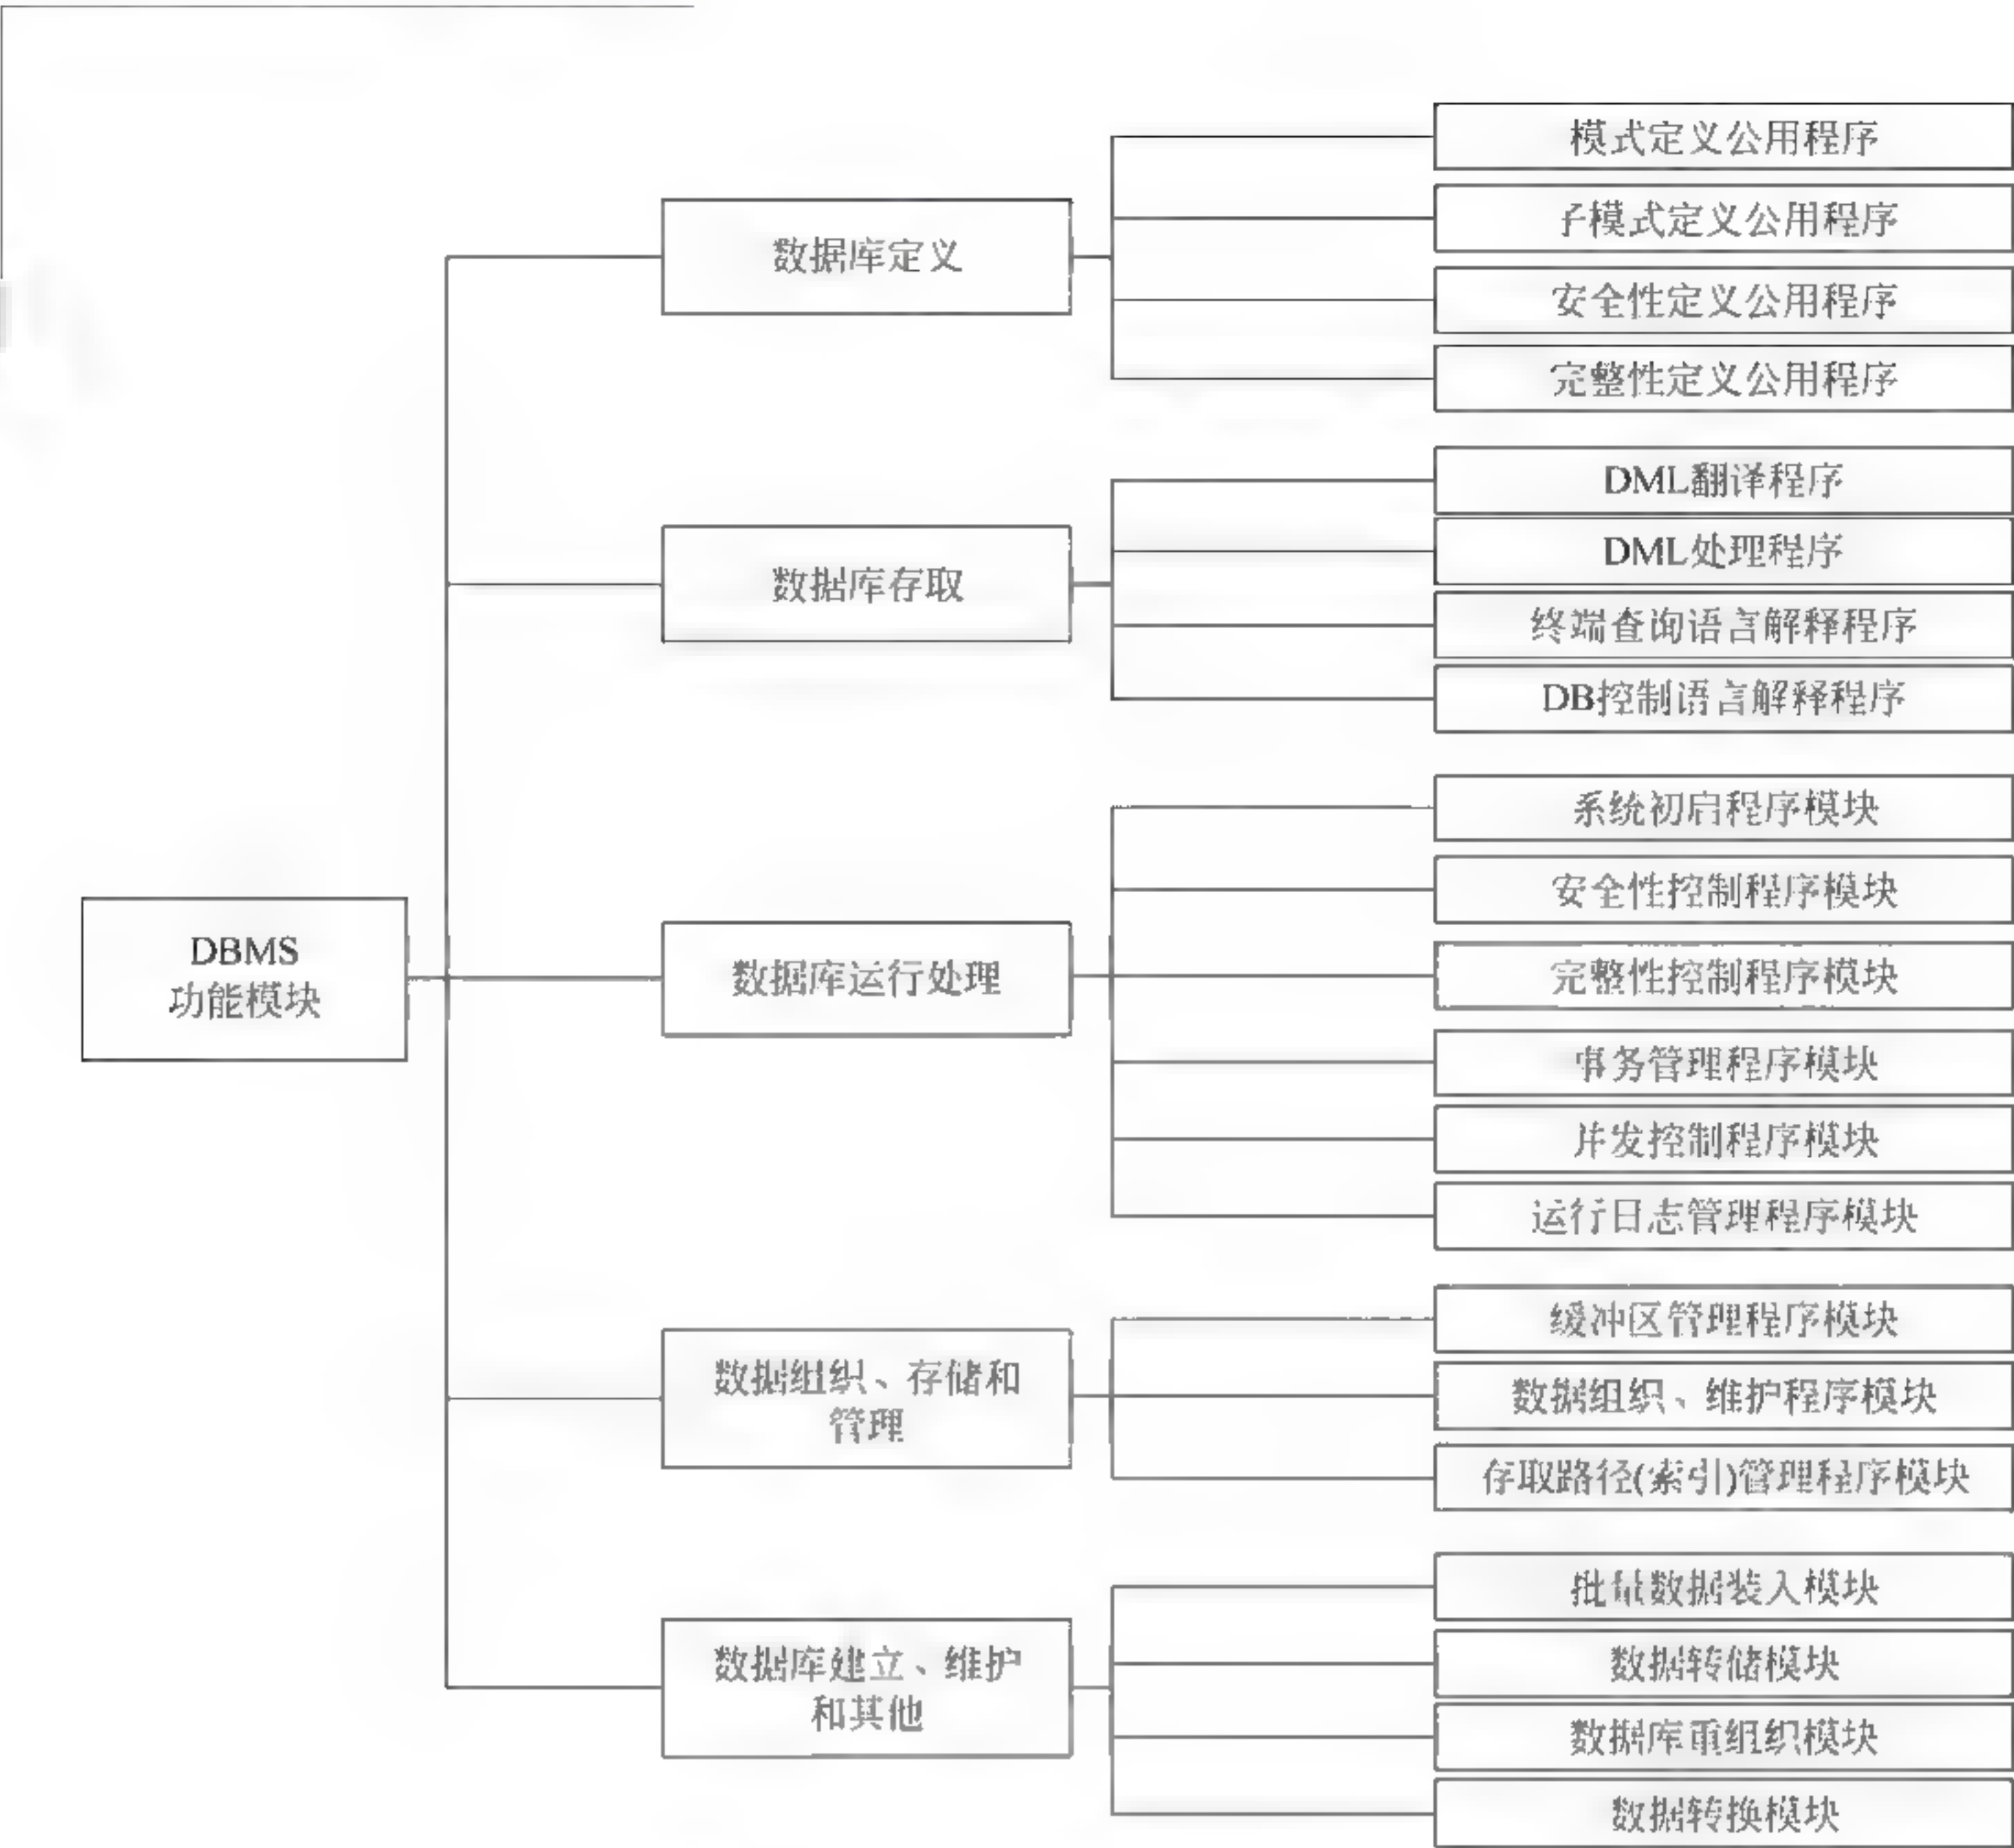 DBMS
功能模块
数据库定义
模式定义公用程序
子模式定义公用程序
安全性定义公用程序
完整性定义公用程序
数据库存取
DML翻译程序
DML处理程序
终端查询语言解释程序
DB控制语言解释程序
数据库运行处理
系统初启程序模块
安全性控制程序模块
完整性控制程序模块
事务管理程序模块
并发控制程序模块
运行日志管理程序模块
数据组织、存储和
管理
缓冲区管理程序模块
数据组织、维护程序模块
存取路径(索引)管理程序模块
数据库建立、维护
和其他
批量数据装入模块
数据转储模块
数据库重组织模块
数据转换模块